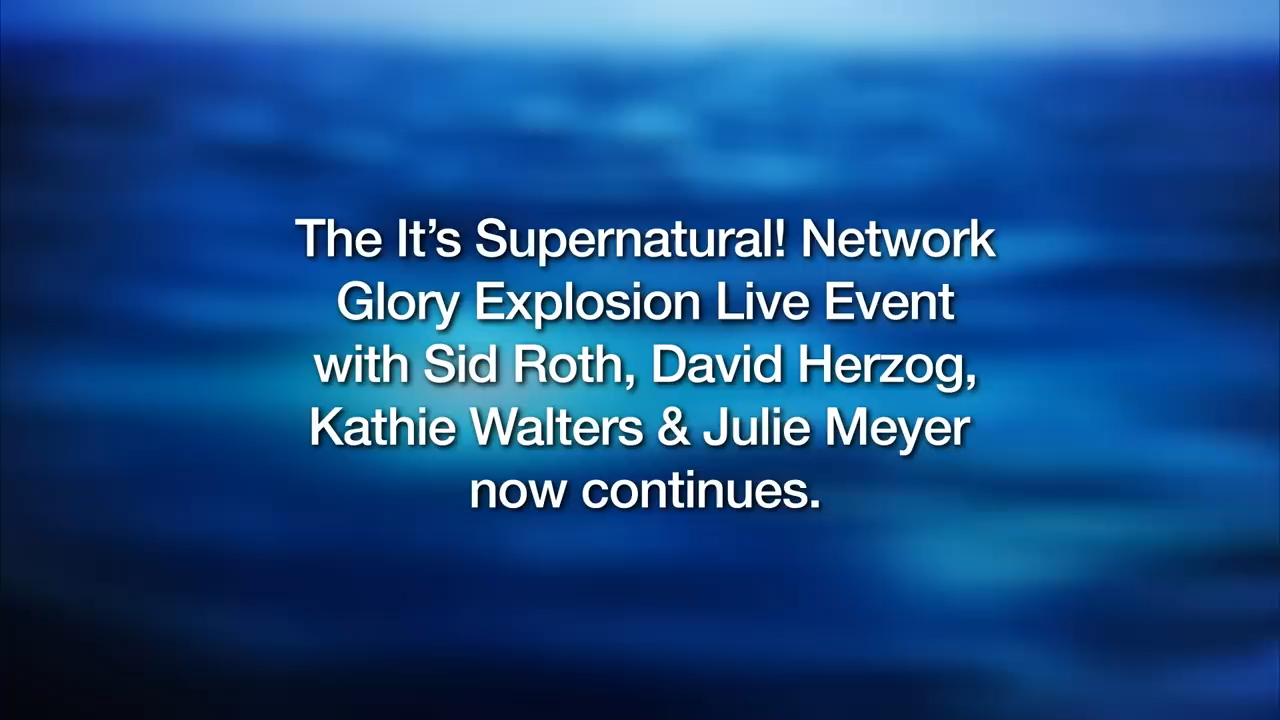 The It’s Supernatural! Network
Glory Explosion Live Event
with Sid Roth, David Herzog,
Kathie Walters & Julie Meyer
now continues.